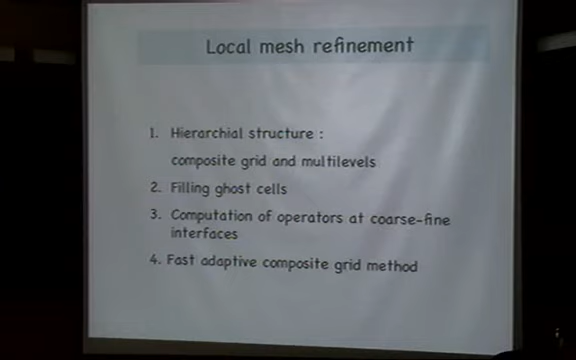 Local mesh refinement
1. Hierarchial structure :
composite grid and multilevels
2. Filling ghost cells
3. Computation of operators at coarse-fine
interfaces
4. Fast adaptive composite grid method